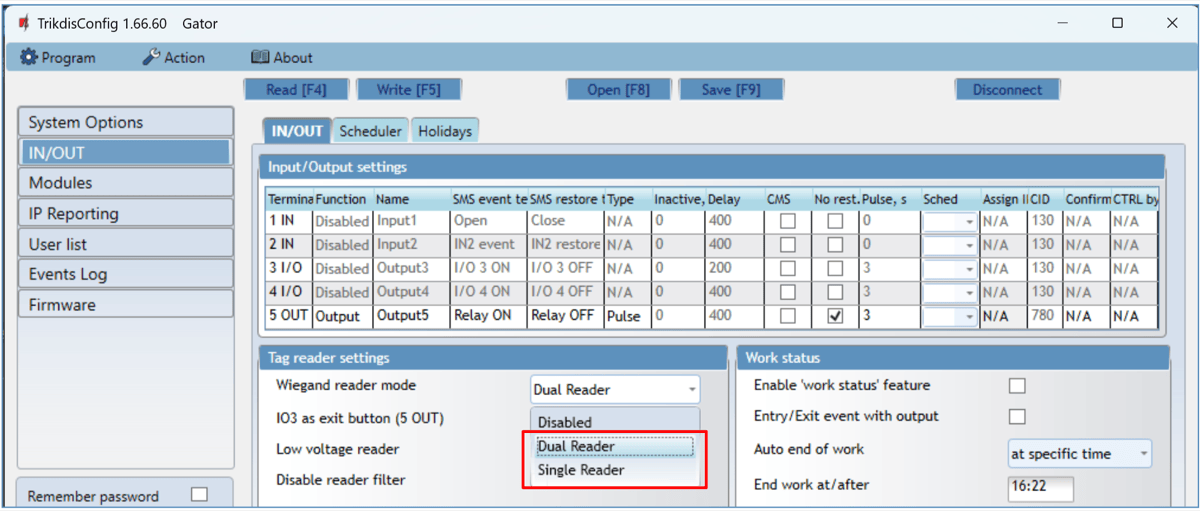 TrikdisConfig 1.66.60 Gator
Program Action About
Read [F4] Write [F5] Open [F8] Save [F9] Disconnect
System Options
IN/OUT
Modules
IP Reporting
User list
Events Log
Firmware
Remember password
IN/OUT Scheduler Holidays
Input/Output settings
Termina Function Name SMS event te SMS restore t Type Inactive, Delay CMS No rest. Pulse, s Sched Assign I CID Confirm CTRL by
1 IN Disabled Input1 Open Close N/A 0 400 0 130 N/A N/A
2 IN Disabled Input2 IN2 event IN2 restore N/A 0 400 0 130 N/A N/A
3 I/O Disabled Output3 I/O 3 ON I/O 3 OFF N/A 0 200 3 130 N/A N/A
4 I/O Disabled Output4 I/O 4 ON I/O 4 OFF N/A 0 400 3 130 N/A N/A
5 OUT Output Output5 Relay ON Relay OFF Pulse 0 400 3 N/A 780 N/A N/A
Tag reader settings
Wiegand reader mode Dual Reader
IO3 as exit button (5 OUT) Disabled
Low voltage reader Dual Reader
Disable reader filter Single Reader
Work status
Enable 'work status' feature
Entry/Exit event with output
Auto end of work at specific time
End work at/after 16:22